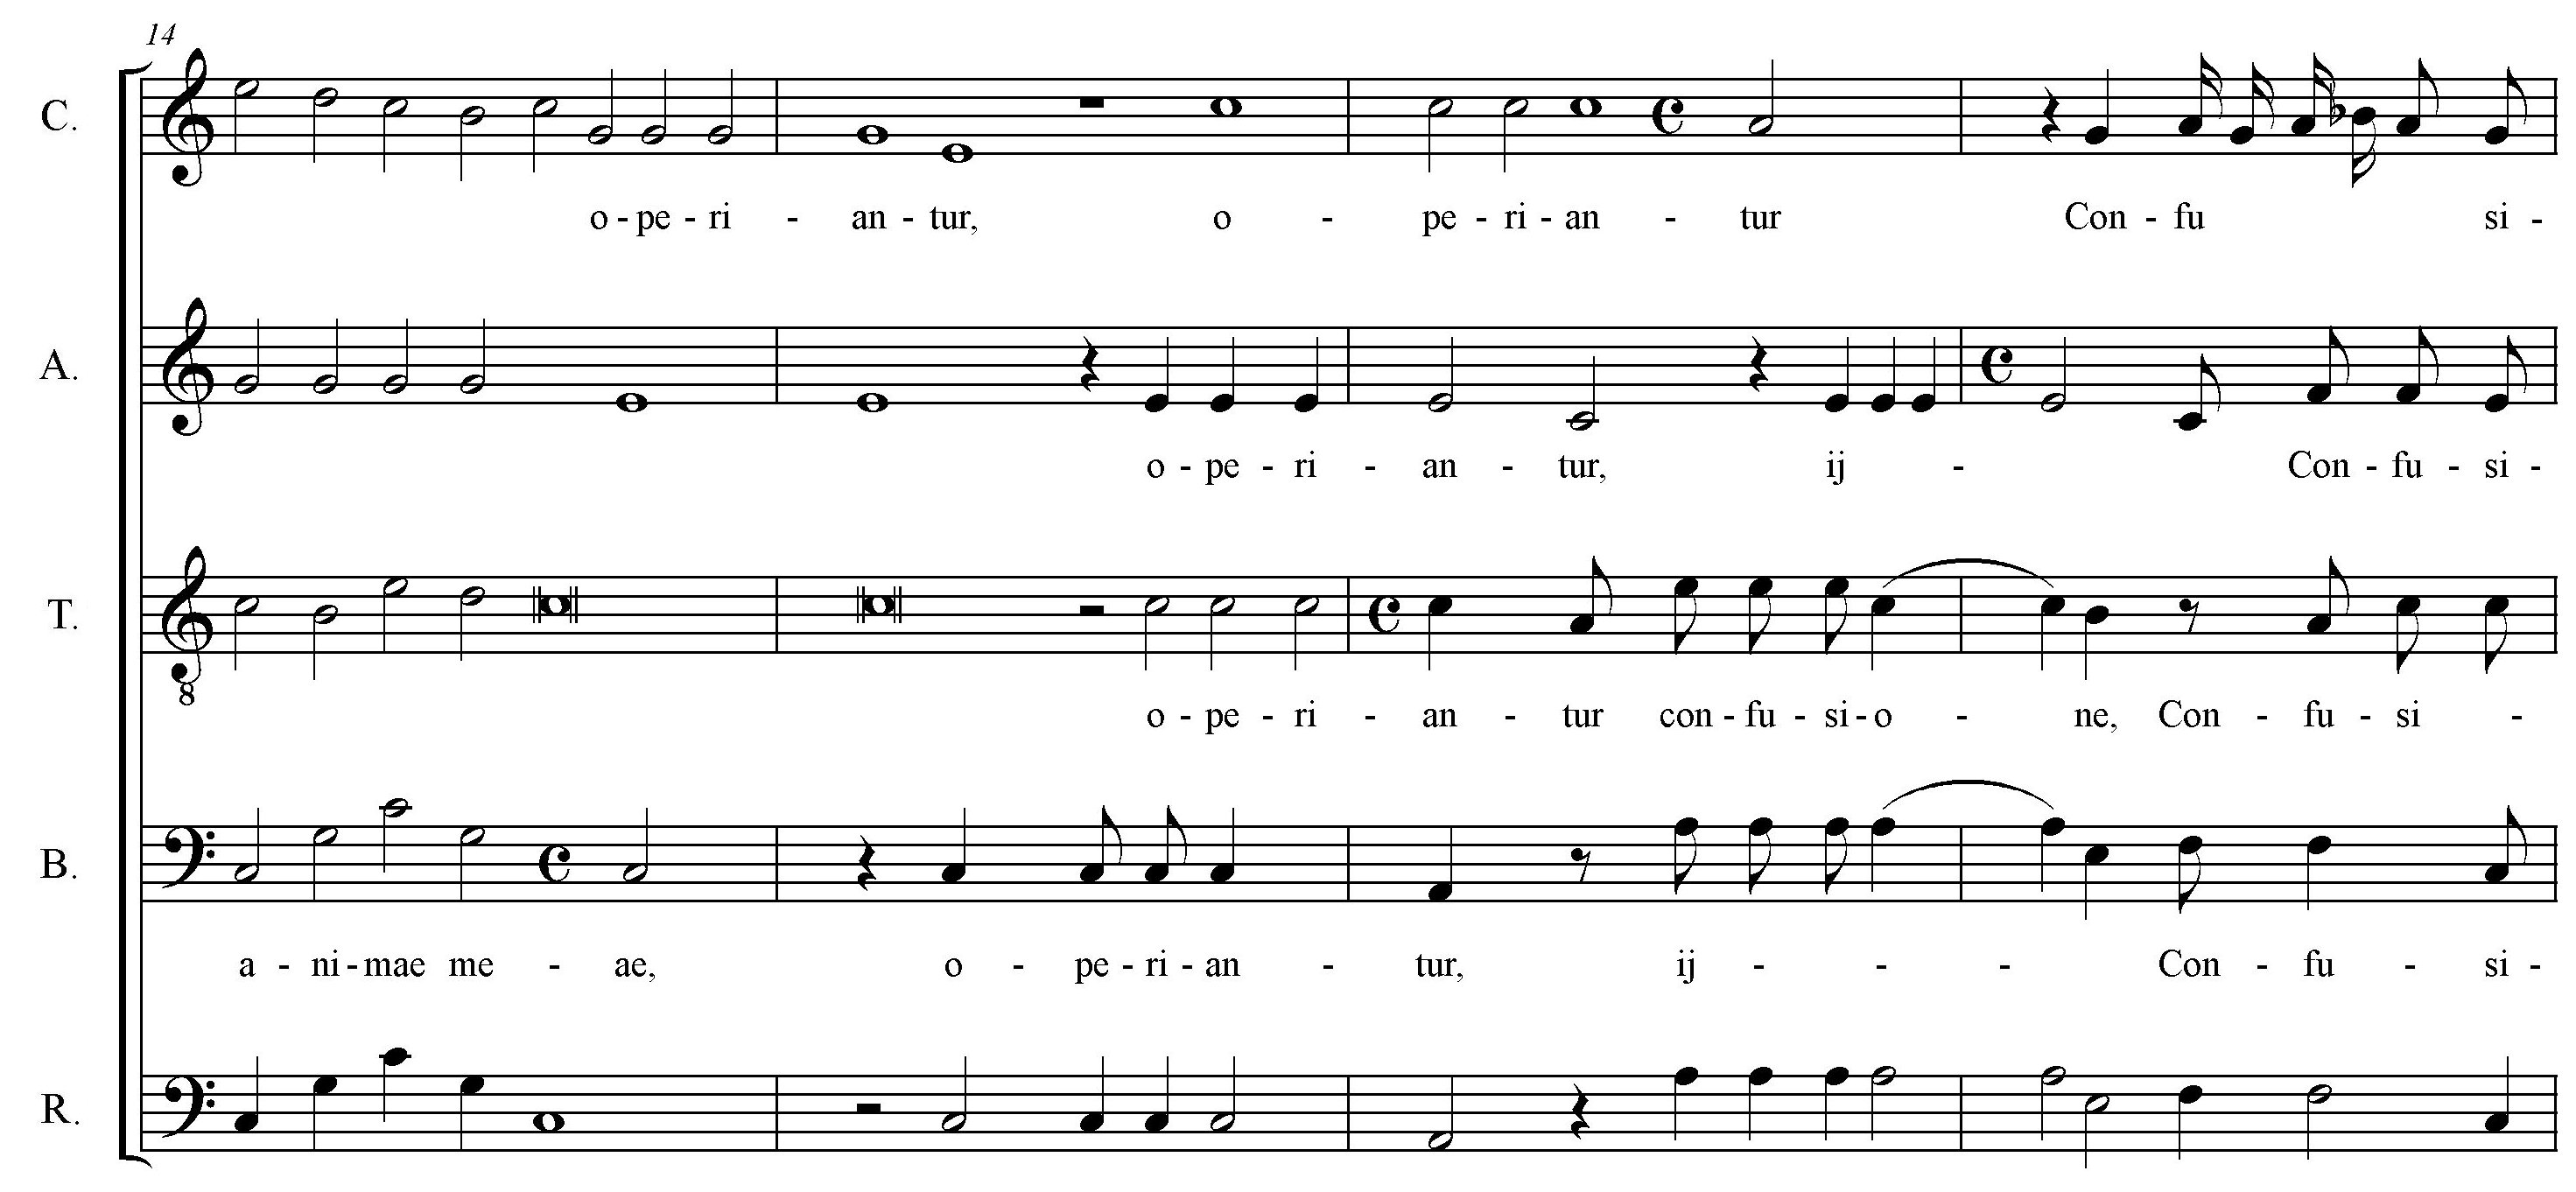 14
C.
o - pe - ri - an - tur, o - pe - ri - an - tur Con - fu si -
A.
o - pe - ri - an - tur, ij - Con - fu - si -
T.
8
o - pe - ri - an - tur con - fu - si - o - ne, Con - fu - si -
B.
a - ni - mae me - ae, o - pe - ri - an - tur, ij - - - Con - fu - si -
R.